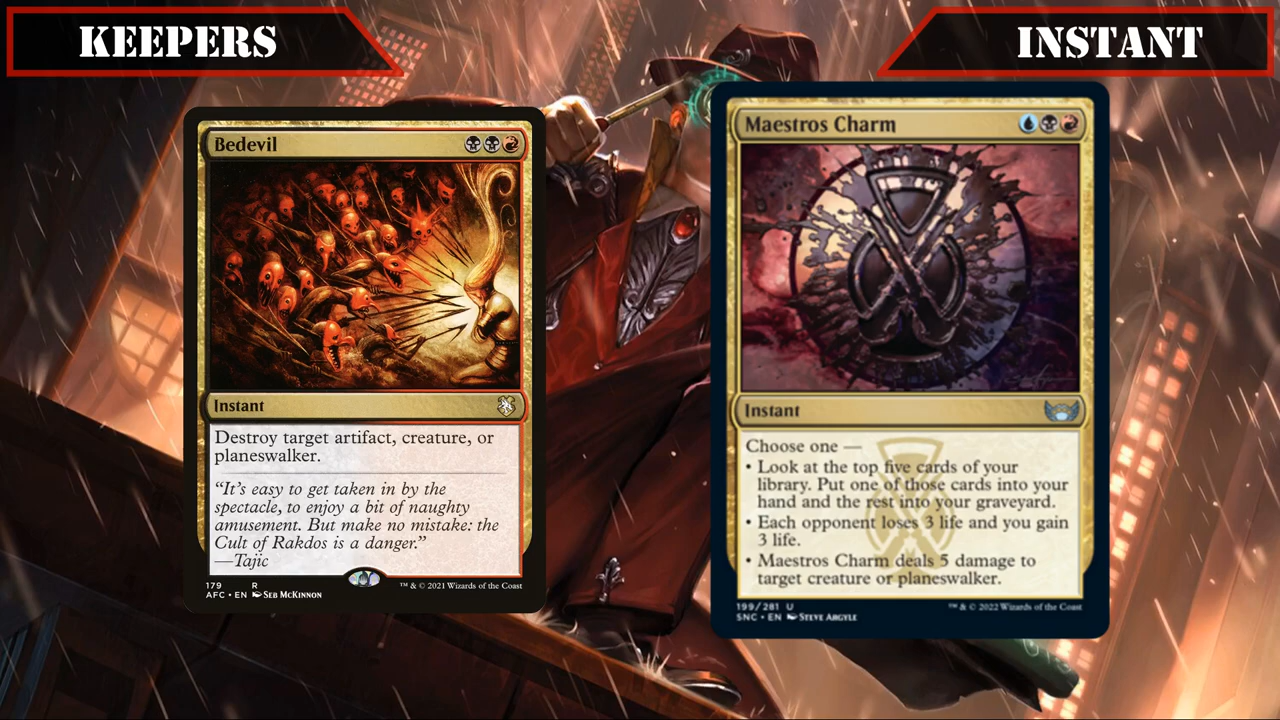 KEEPERS
INSTANT
Bedevil
Instant
Destroy target artifact, creature, or
planeswalker.
“It’s easy to get taken in by the
spectacle, to enjoy a bit of naughty
amusement. But make no mistake: the
Cult of Rakdos is a danger.”
—Tajic
179 R
AFC • EN Seb McKinnon
™ & © 2021 Wizards of the Coast
Maestros Charm
Instant
Choose one —
• Look at the top five cards of your
library. Put one of those cards into your
hand and the rest into your graveyard.
• Each opponent loses 3 life and you gain
3 life.
• Maestros Charm deals 5 damage to
target creature or planeswalker.
199/281 U
SNC • EN Steve Argyle
™ & © 2022 Wizards of the Coast